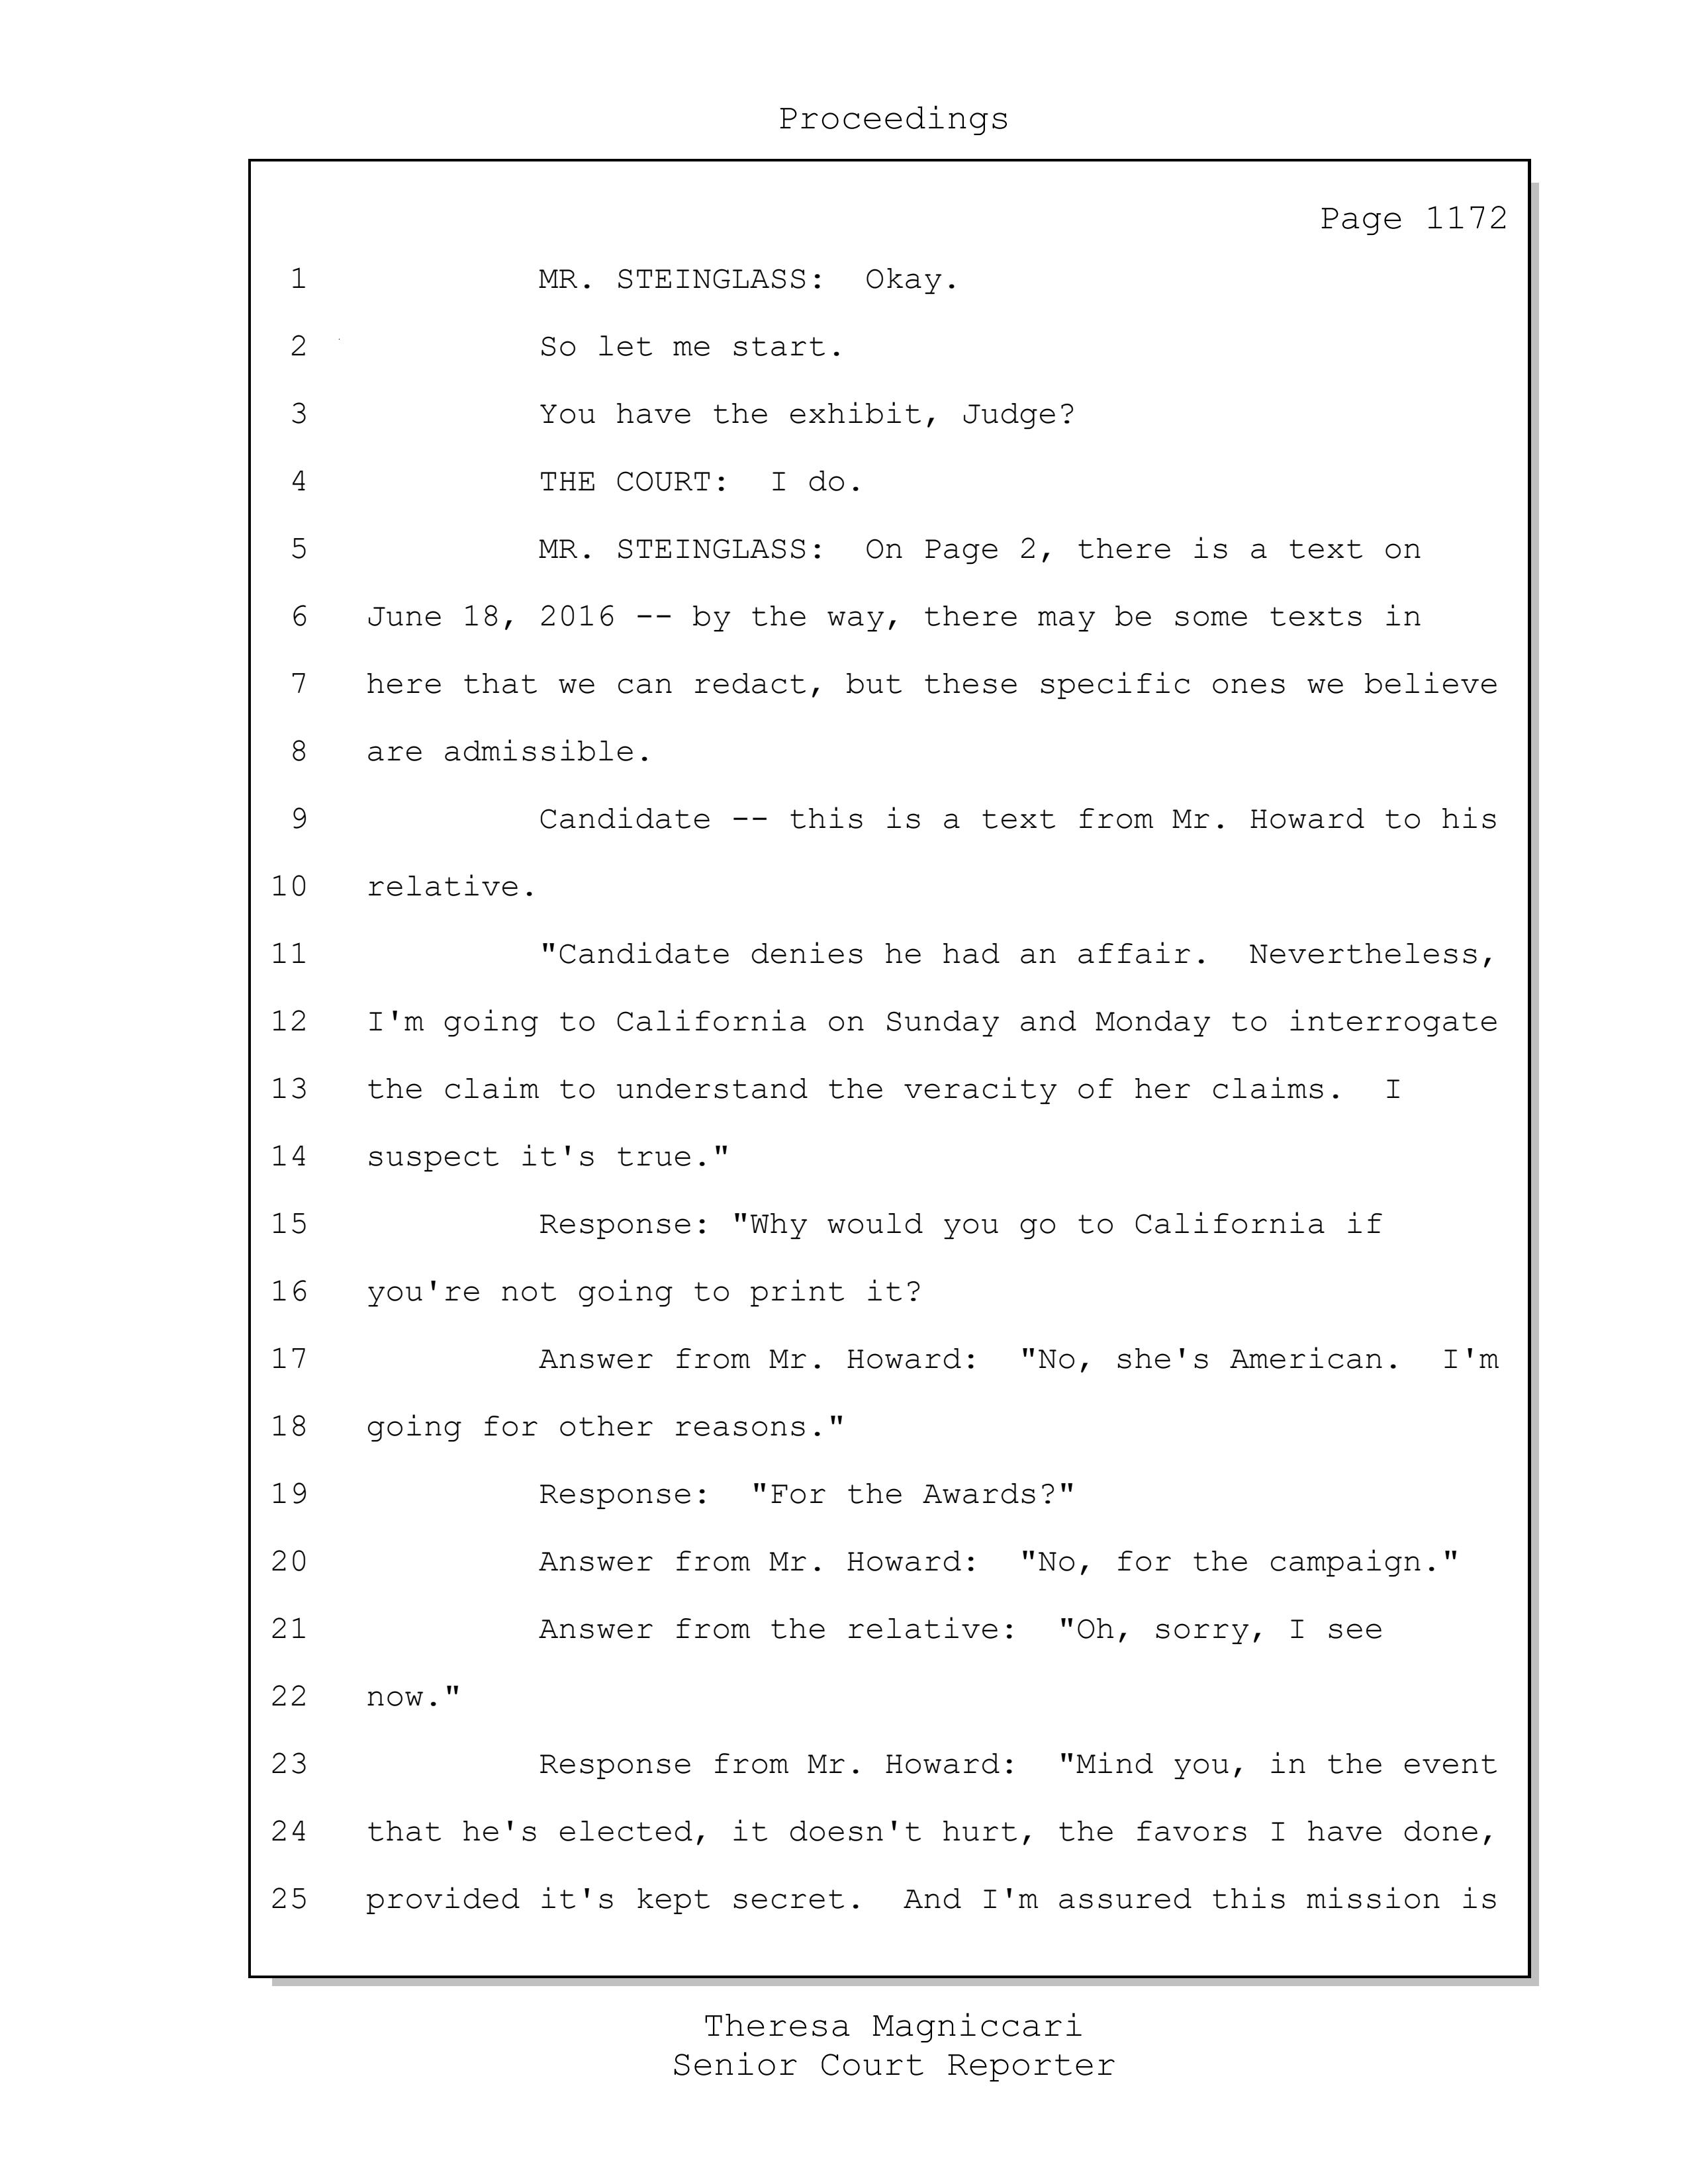 Proceedings
Page 1172
1 MR. STEINGLASS: Okay.
2 So let me start.
3 You have the exhibit, Judge?
4 THE COURT: I do.
5 MR. STEINGLASS: On Page 2, there is a text on
6 June 18, 2016 -- by the way, there may be some texts in
7 here that we can redact, but these specific ones we believe
8 are admissible.
9 Candidate -- this is a text from Mr. Howard to his
10 relative.
11 "Candidate denies he had an affair. Nevertheless,
12 I'm going to California on Sunday and Monday to interrogate
13 the claim to understand the veracity of her claims. I
14 suspect it's true."
15 Response: "Why would you go to California if
16 you're not going to print it?
17 Answer from Mr. Howard: "No, she's American. I'm
18 going for other reasons."
19 Response: "For the Awards?"
20 Answer from Mr. Howard: "No, for the campaign."
21 Answer from the relative: "Oh, sorry, I see
22 now."
23 Response from Mr. Howard: "Mind you, in the event
24 that he's elected, it doesn't hurt, the favors I have done,
25 provided it's kept secret. And I'm assured this mission is
Theresa Magniccari
Senior Court Reporter